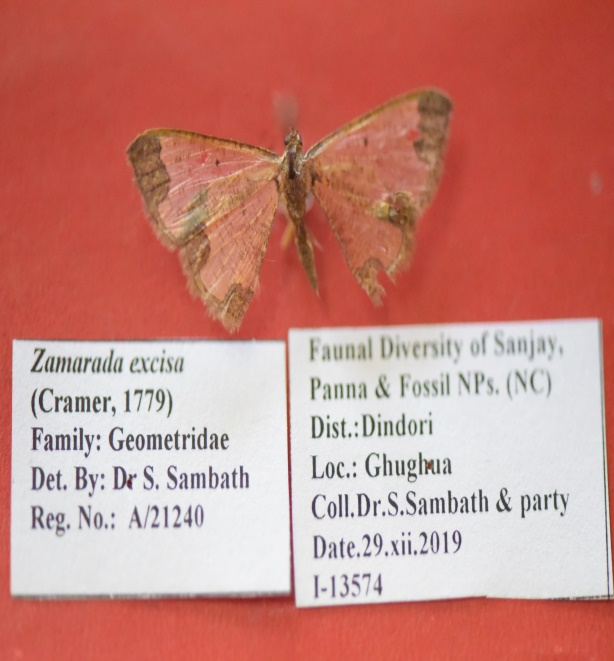 Zamarada excisa
(Cramer, 1779)
Family: Geometridae
Det. By: Dr S. Sambath
Reg. No.: A/21240
Faunal Diversity of Sanjay,
Panna & Fossil NPs. (NC)
Dist.:Dindori
Loc.: Ghughua
Coll.Dr.S.Sambath & party
Date.29.xii.2019
I-13574